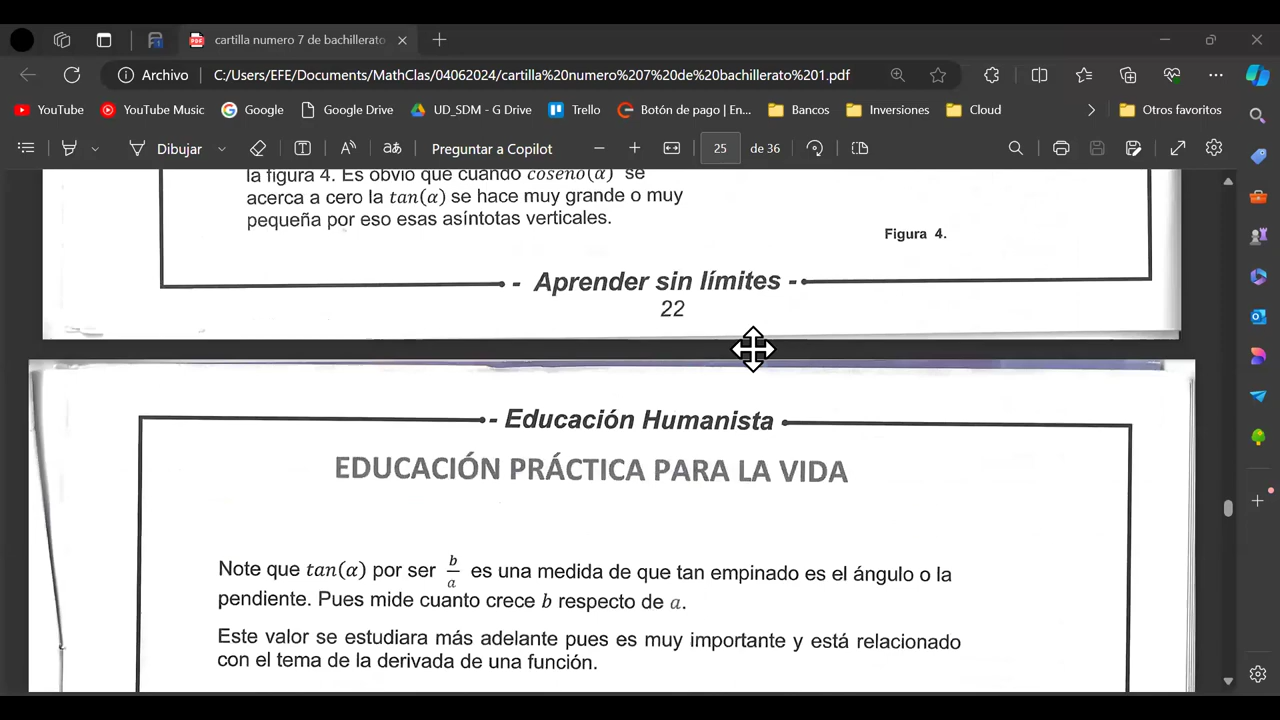 cartilla numero 7 de bachillerato
Archivo C:/Users/EFE/Documents/MathClas/04062024/cartilla%20numero%207%20de%20bachillerato%201.pdf
YouTube YouTube Music Google Google Drive UD_SDM - G Drive Trello Botón de pago | En... Bancos Inversiones Cloud Otros favoritos
Dibujar aあ Preguntar a Copilot 25 de 36
la figura 4. Es obvio que cuando coseno(α) se
acerca a cero la tan(α) se hace muy grande o muy
pequeña por eso esas asíntotas verticales.
Figura 4.
- Aprender sin límites -
22
- Educación Humanista
EDUCACIÓN PRÁCTICA PARA LA VIDA
Note que tan(α) por ser b/a es una medida de que tan empinado es el ángulo o la
pendiente. Pues mide cuanto crece b respecto de a.
Este valor se estudiara más adelante pues es muy importante y está relacionado
con el tema de la derivada de una función.